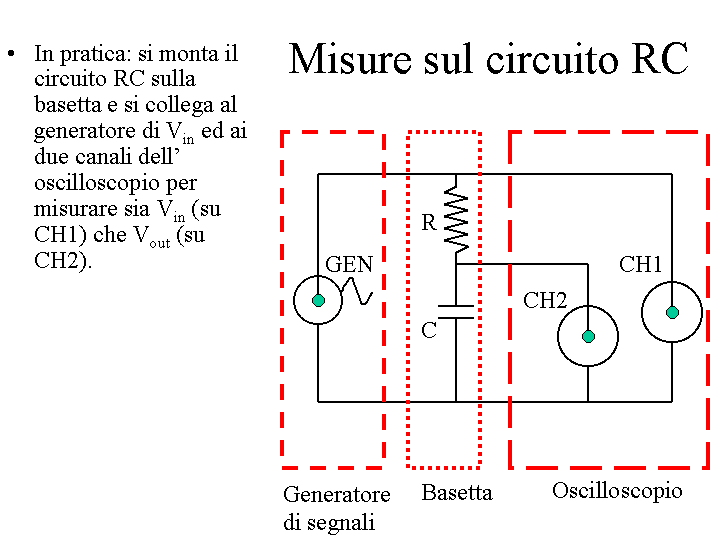 Misure sul circuito RC
• In pratica: si monta il
circuito RC sulla
basetta e si collega al
generatore di Vin ed ai
due canali dell’
oscilloscopio per
misurare sia Vin (su
CH1) che Vout (su
CH2).
R
GEN
CH1
CH2
C
Generatore
di segnali
Basetta
Oscilloscopio